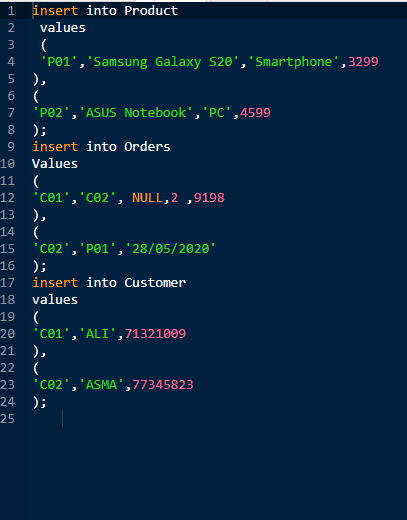 1 insert into Product
2 values
3 (
4 'P01','Samsung Galaxy S20','Smartphone',3299
5 ),
6 (
7 'P02','ASUS Notebook','PC',4599
8 );
9 insert into Orders
10 Values
11 (
12 'C01','C02', NULL,2 ,9198
13 ),
14 (
15 'C02','P01','28/05/2020'
16 );
17 insert into Customer
18 values
19 (
20 'C01','ALI',71321009
21 ),
22 (
23 'C02','ASMA',77345823
24 );
25